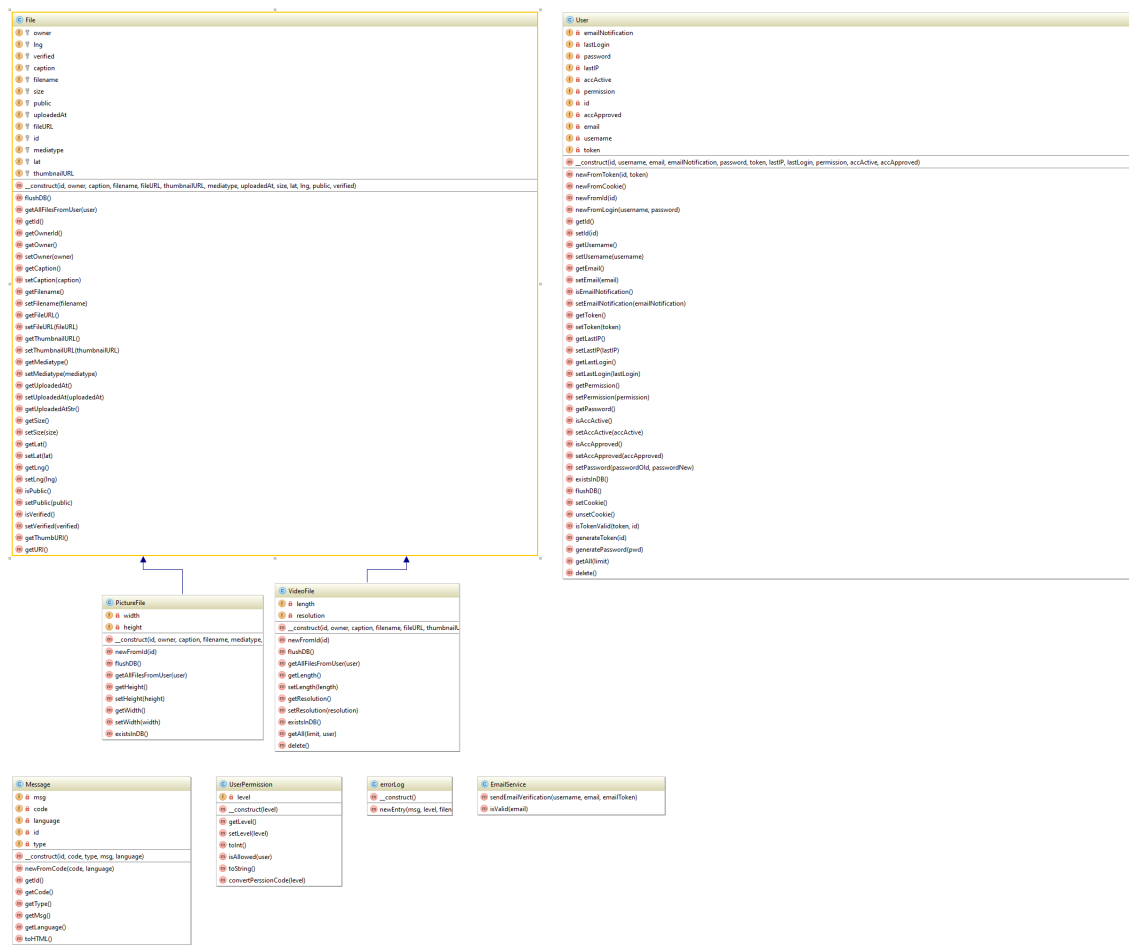 File
owner
lng
verified
caption
filename
size
public
uploadedAt
fileURL
id
mediatype
lat
thumbnailURL
__construct(id, owner, caption, filename, fileURL, thumbnailURL, mediatype, uploadedAt, size, lat, lng, public, verified)
flushDB()
getAllFilesFromUser(user)
getId()
getOwnerId()
getOwner()
setOwner(owner)
getCaption()
setCaption(caption)
getFilename()
setFilename(filename)
getFileURL()
setFileURL(fileURL)
getThumbnailURL()
setThumbnailURL(thumbnailURL)
getMediatype()
setMediatype(mediatype)
getUploadedAt()
setUploadedAt(uploadedAt)
getUploadedAtStr()
getSize()
setSize(size)
getLat()
setLat(lat)
getLng()
setLng(lng)
isPublic()
setPublic(public)
isVerified()
setVerified(verified)
getThumbURI()
getURI()
User
emailNotification
lastLogin
password
lastIP
accActive
permission
id
accApproved
email
username
token
__construct(id, username, email, emailNotification, password, token, lastIP, lastLogin, permission, accActive, accApproved)
newFromToken(id, token)
newFromCookie()
newFromId(id)
newFromLogin(username, password)
getId()
setId(id)
getUsername()
setUsername(username)
getEmail()
setEmail(email)
isEmailNotification()
setEmailNotification(emailNotification)
getToken()
setToken(token)
getLastIP()
setLastIP(lastIP)
getLastLogin()
setLastLogin(lastLogin)
getPermission()
setPermission(permission)
getPassword()
isAccActive()
setAccActive(accActive)
isAccApproved()
setAccApproved(accApproved)
setPassword(passwordOld, passwordNew)
existsInDB()
flushDB()
setCookie()
unsetCookie()
isTokenValid(token, id)
generateToken(id)
generatePassword(pwd)
getAll(limit)
delete()
PictureFile
width
height
__construct(id, owner, caption, filename, mediatype,
newFromId(id)
flushDB()
getAllFilesFromUser(user)
getHeight()
setHeight(height)
getWidth()
setWidth(width)
existsInDB()
VideoFile
length
resolution
__construct(id, owner, caption, filename, fileURL, thumbnailU
newFromId(id)
flushDB()
getAllFilesFromUser(user)
getLength()
setLength(length)
getResolution()
setResolution(resolution)
existsInDB()
getAll(limit, user)
delete()
Message
msg
code
language
id
type
__construct(id, code, type, msg, language)
newFromCode(code, language)
getId()
getCode()
getType()
getMsg()
getLanguage()
toHTML()
UserPermission
level
__construct(level)
getLevel()
setLevel(level)
toInt()
isAllowed(user)
toString()
convertPerssionCode(level)
errorLog
__construct()
newEntry(msg, level, filen
EmailService
sendEmailVerification(username, email, emailToken)
isValid(email)